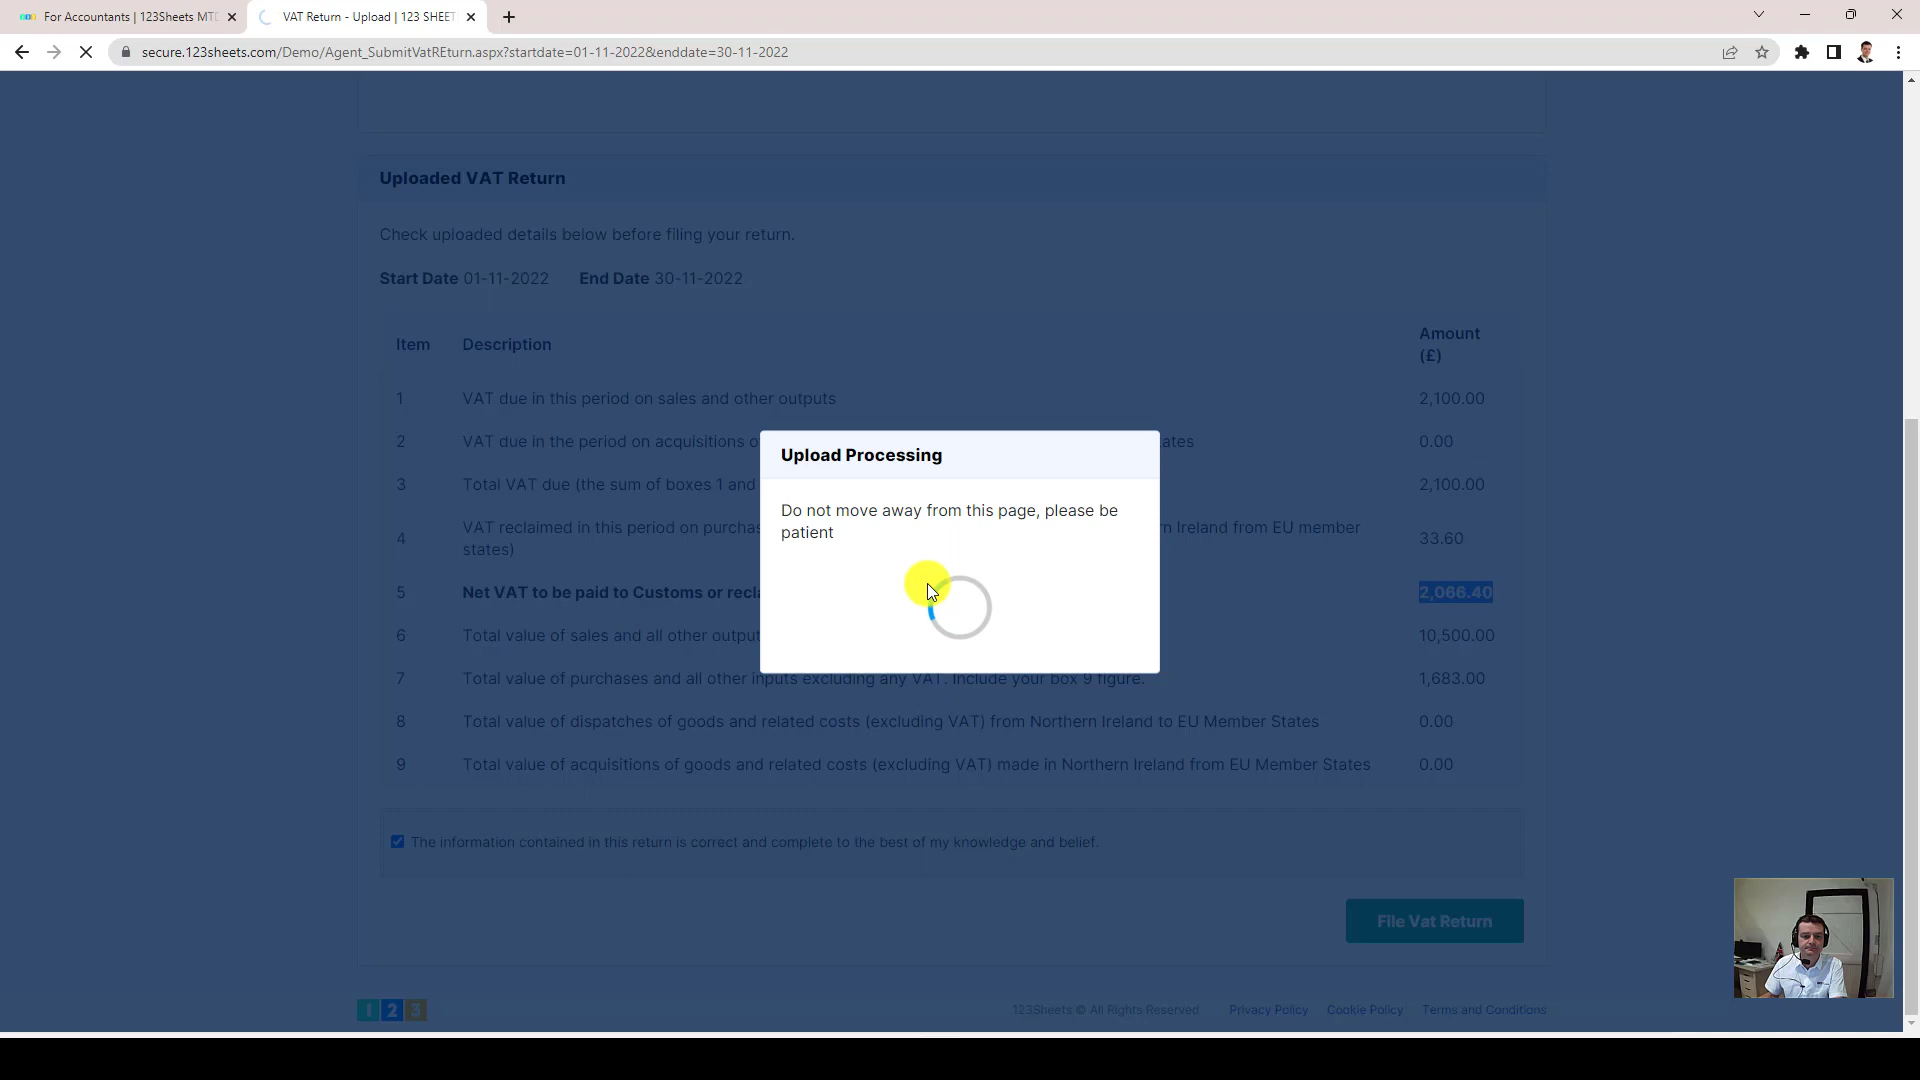 For Accountants | 123Sheets MTD
VAT Return - Upload | 123 SHEET
secure.123sheets.com/Demo/Agent_SubmitVatREturn.aspx?startdate=01-11-2022&enddate=30-11-2022
Uploaded VAT Return
Check uploaded details below before filing your return.
Start Date 01-11-2022 End Date 30-11-2022
Item Description Amount (£)
1 VAT due in this period on sales and other outputs 2,100.00
2 VAT due in the period on acquisitions o ates 0.00
3 Total VAT due (the sum of boxes 1 and 2,100.00
4 VAT reclaimed in this period on purcha n Ireland from EU member states) 33.60
5 Net VAT to be paid to Customs or recla 2,066.40
6 Total value of sales and all other outpu 10,500.00
7 Total value of purchases and all other inputs excluding any VAT. Include your box 9 figure. 1,683.00
8 Total value of dispatches of goods and related costs (excluding VAT) from Northern Ireland to EU Member States 0.00
9 Total value of acquisitions of goods and related costs (excluding VAT) made in Northern Ireland from EU Member States 0.00
Upload Processing
Do not move away from this page, please be
patient
The information contained in this return is correct and complete to the best of my knowledge and belief.
File Vat Return
1 2 3
123Sheets © All Rights Reserved Privacy Policy Cookie Policy Terms and Conditions